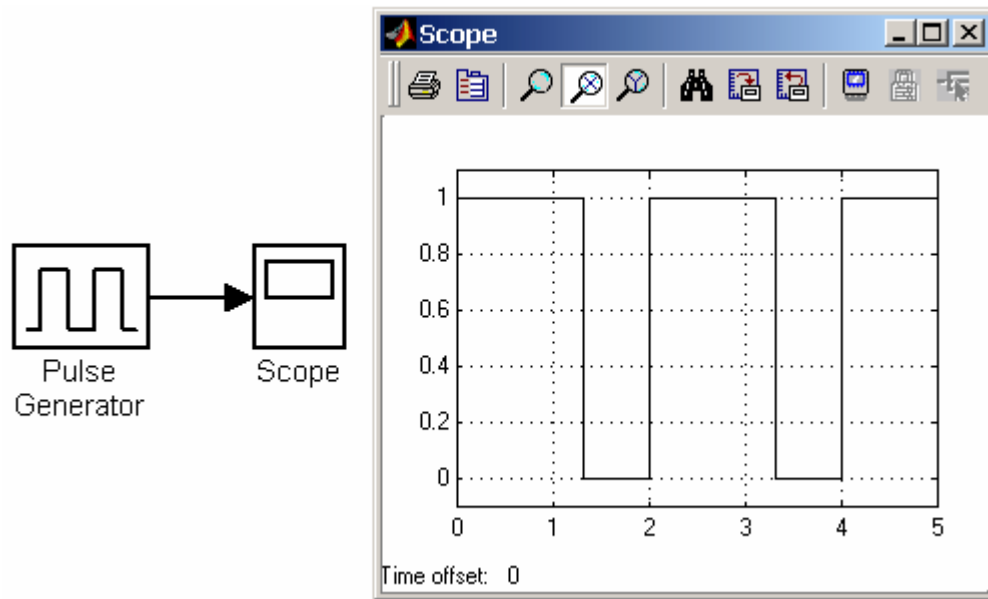 Scope
1
0.8
0.6
0.4
0.2
0
0 1 2 3 4 5
Time offset: 0
Pulse
Generator
Scope